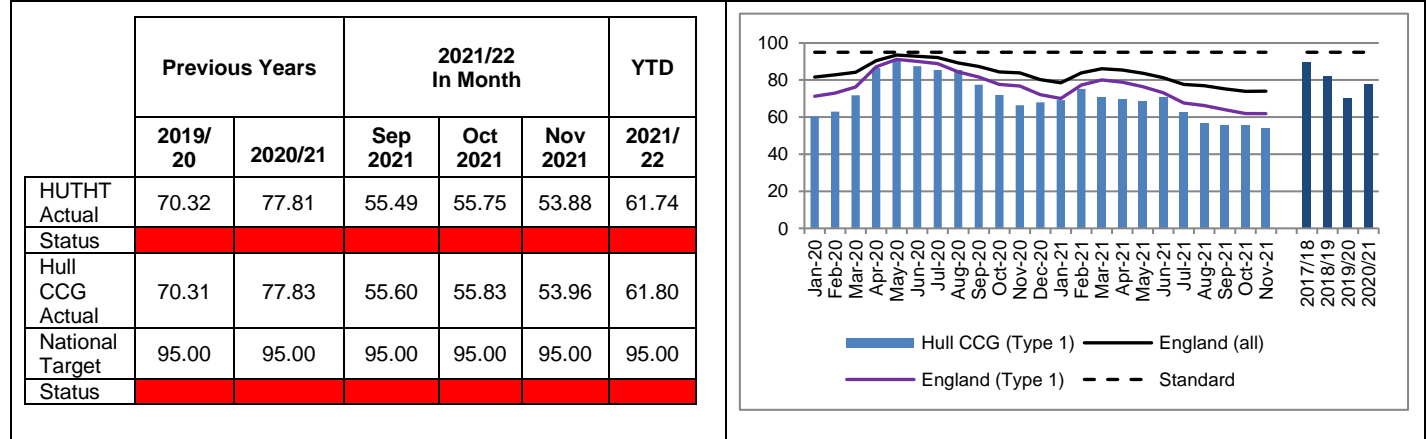 Previous Years 2021/22 In Month YTD
2019/20 2020/21 Sep 2021 Oct 2021 Nov 2021 2021/22
HUTHT Actual 70.32 77.81 55.49 55.75 53.88 61.74
Status
Hull CCG Actual 70.31 77.83 55.60 55.83 53.96 61.80
National Target 95.00 95.00 95.00 95.00 95.00 95.00
Status
100
80
60
40
20
0
Jan-20
Feb-20
Mar-20
Apr-20
May-20
Jun-20
Jul-20
Aug-20
Sep-20
Oct-20
Nov-20
Dec-20
Jan-21
Feb-21
Mar-21
Apr-21
May-21
Jun-21
Jul-21
Aug-21
Sep-21
Oct-21
Nov-21
2017/18
2018/19
2019/20
2020/21
Hull CCG (Type 1) England (all)
England (Type 1) Standard